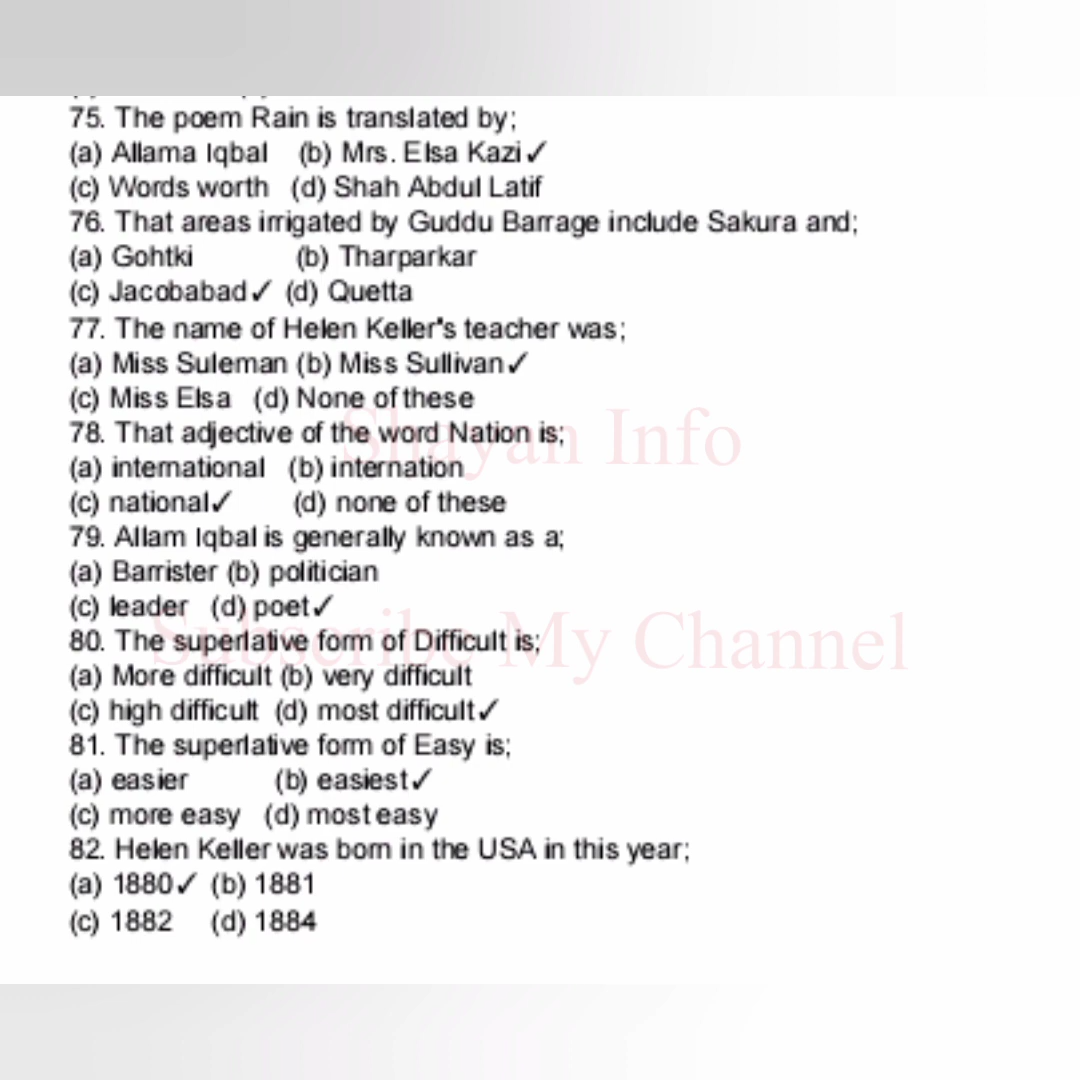 75. The poem Rain is translated by;
(a) Allama Iqbal (b) Mrs. Elsa Kazi✓
(c) Words worth (d) Shah Abdul Latif
76. That areas irrigated by Guddu Barrage include Sakura and;
(a) Gohtki (b) Tharparkar
(c) Jacobabad✓ (d) Quetta
77. The name of Helen Keller's teacher was;
(a) Miss Suleman (b) Miss Sullivan✓
(c) Miss Elsa (d) None of these
78. That adjective of the word Nation is;
Shayan Info
(a) international (b) internation
(c) national✓ (d) none of these
79. Allam Iqbal is generally known as a;
(a) Barrister (b) politician
(c) leader (d) poet✓
80. The superlative form of Difficult is;
Subscribe My Channel
(a) More difficult (b) very difficult
(c) high difficult (d) most difficult✓
81. The superlative form of Easy is;
(a) easier (b) easiest✓
(c) more easy (d) most easy
82. Helen Keller was born in the USA in this year;
(a) 1880✓ (b) 1881
(c) 1882 (d) 1884